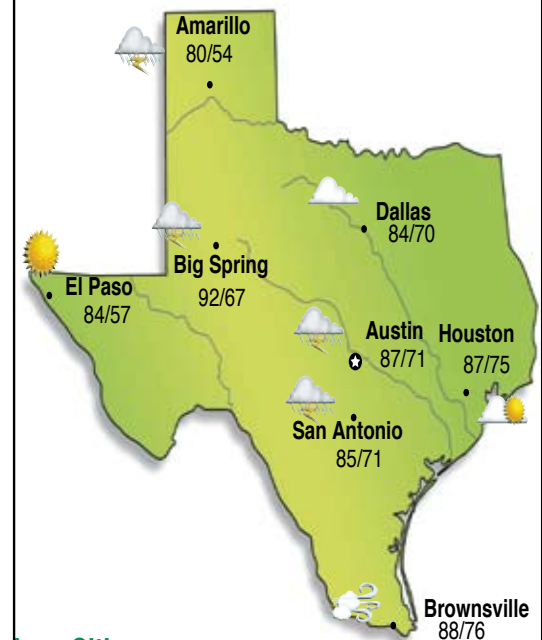 Amarillo
80/54
Dallas
84/70
Big Spring
92/67
El Paso
84/57
Austin
87/71
Houston
87/75
San Antonio
85/71
Brownsville
88/76